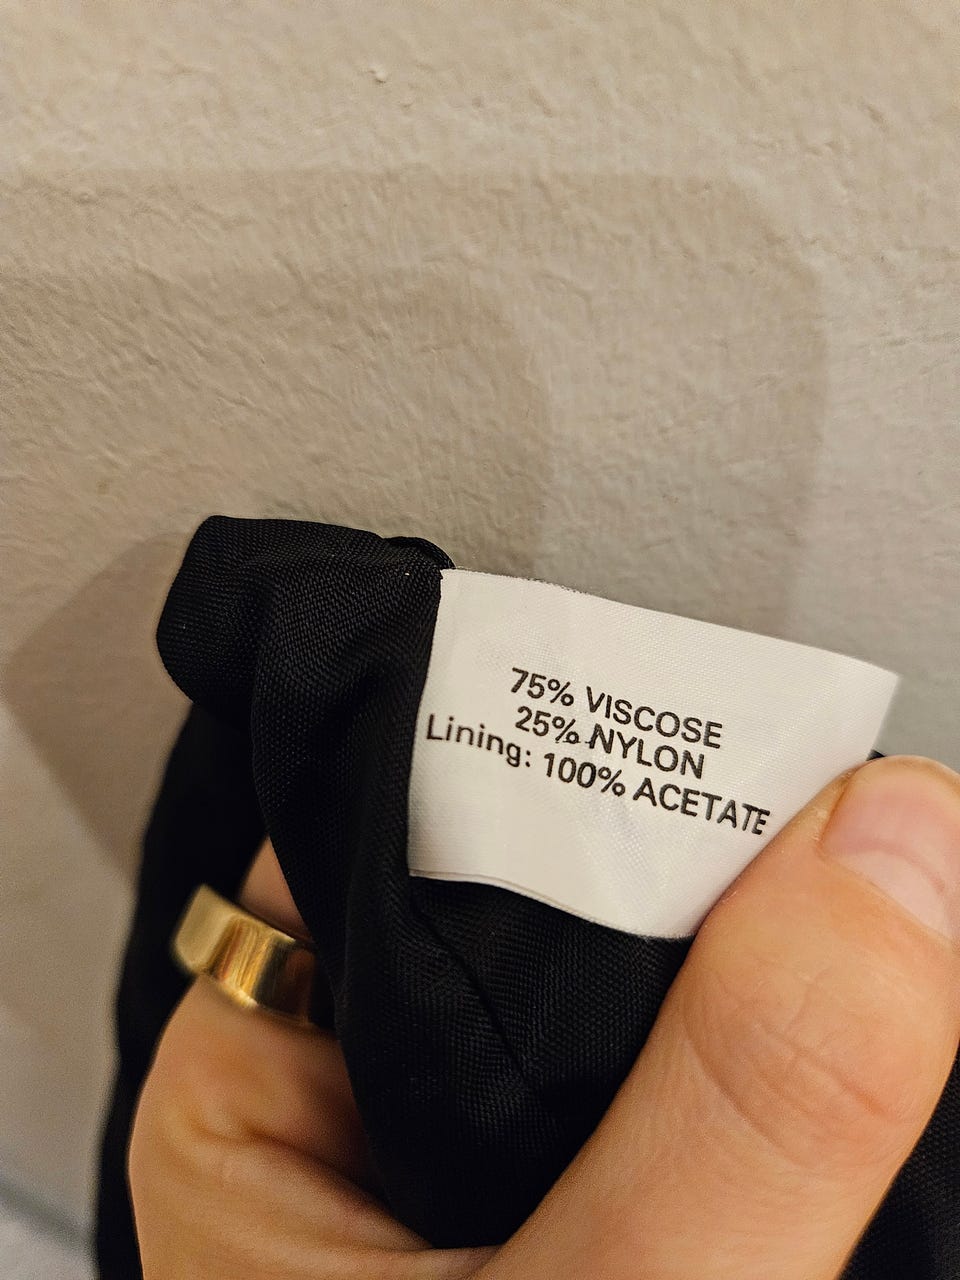 75% VISCOSE
25% NYLON
Lining: 100% ACETATE